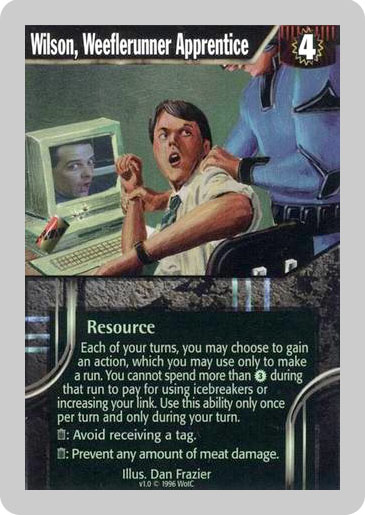 Wilson, Weeflerunner Apprentice
4
Resource
Each of your turns, you may choose to gain
an action, which you may use only to make
a run. You cannot spend more than 3 during
that run to pay for using icebreakers or
increasing your link. Use this ability only once
per turn and only during your turn.
: Avoid receiving a tag.
: Prevent any amount of meat damage.
Illus. Dan Frazier
v1.0 © 1996 WotC